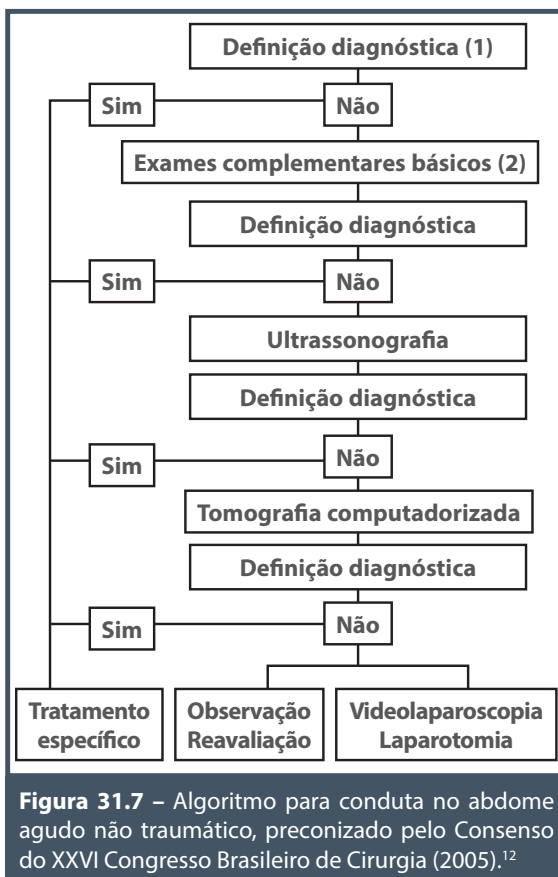 Definição diagnóstica (1)
Sim
Não
Exames complementares básicos (2)
Definição diagnóstica
Sim
Não
Ultrassonografia
Definição diagnóstica
Sim
Não
Tomografia computadorizada
Definição diagnóstica
Sim
Não
Tratamento
específico
Observação
Reavaliação
Videolaparoscopia
Laparotomia
Figura 31.7 – Algoritmo para conduta no abdome
agudo não traumático, preconizado pelo Consenso
do XXVI Congresso Brasileiro de Cirurgia (2005).¹²